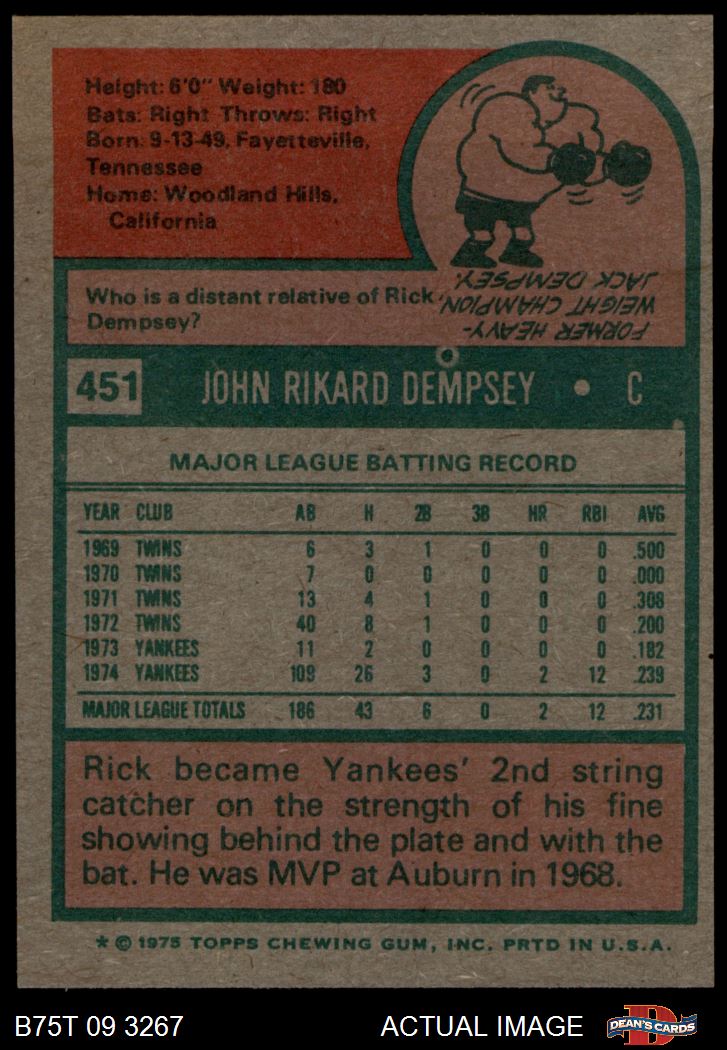 Height: 6'0" Weight: 180
Bats: Right Throws: Right
Born: 9-13-49, Fayetteville,
Tennessee
Home: Woodland Hills,
California
Who is a distant relative of Rick
Dempsey?
FORMER HEAVY-
WEIGHT CHAMPION
JACK DEMPSEY.
451 JOHN RIKARD DEMPSEY • C
MAJOR LEAGUE BATTING RECORD
YEAR CLUB AB H 2B 3B HR RBI AVG
1969 TWINS 6 3 1 0 0 0 .500
1970 TWINS 7 0 0 0 0 0 .000
1971 TWINS 13 4 1 0 0 0 .308
1972 TWINS 40 8 1 0 0 0 .200
1973 YANKEES 11 2 0 0 0 0 .182
1974 YANKEES 109 26 3 0 2 12 .239
MAJOR LEAGUE TOTALS 186 43 6 0 2 12 .231
Rick became Yankees' 2nd string
catcher on the strength of his fine
showing behind the plate and with the
bat. He was MVP at Auburn in 1968.
* © 1975 TOPPS CHEWING GUM, INC. PRTD IN U.S.A.
B75T 09 3267 ACTUAL IMAGE
DEAN'S CARDS